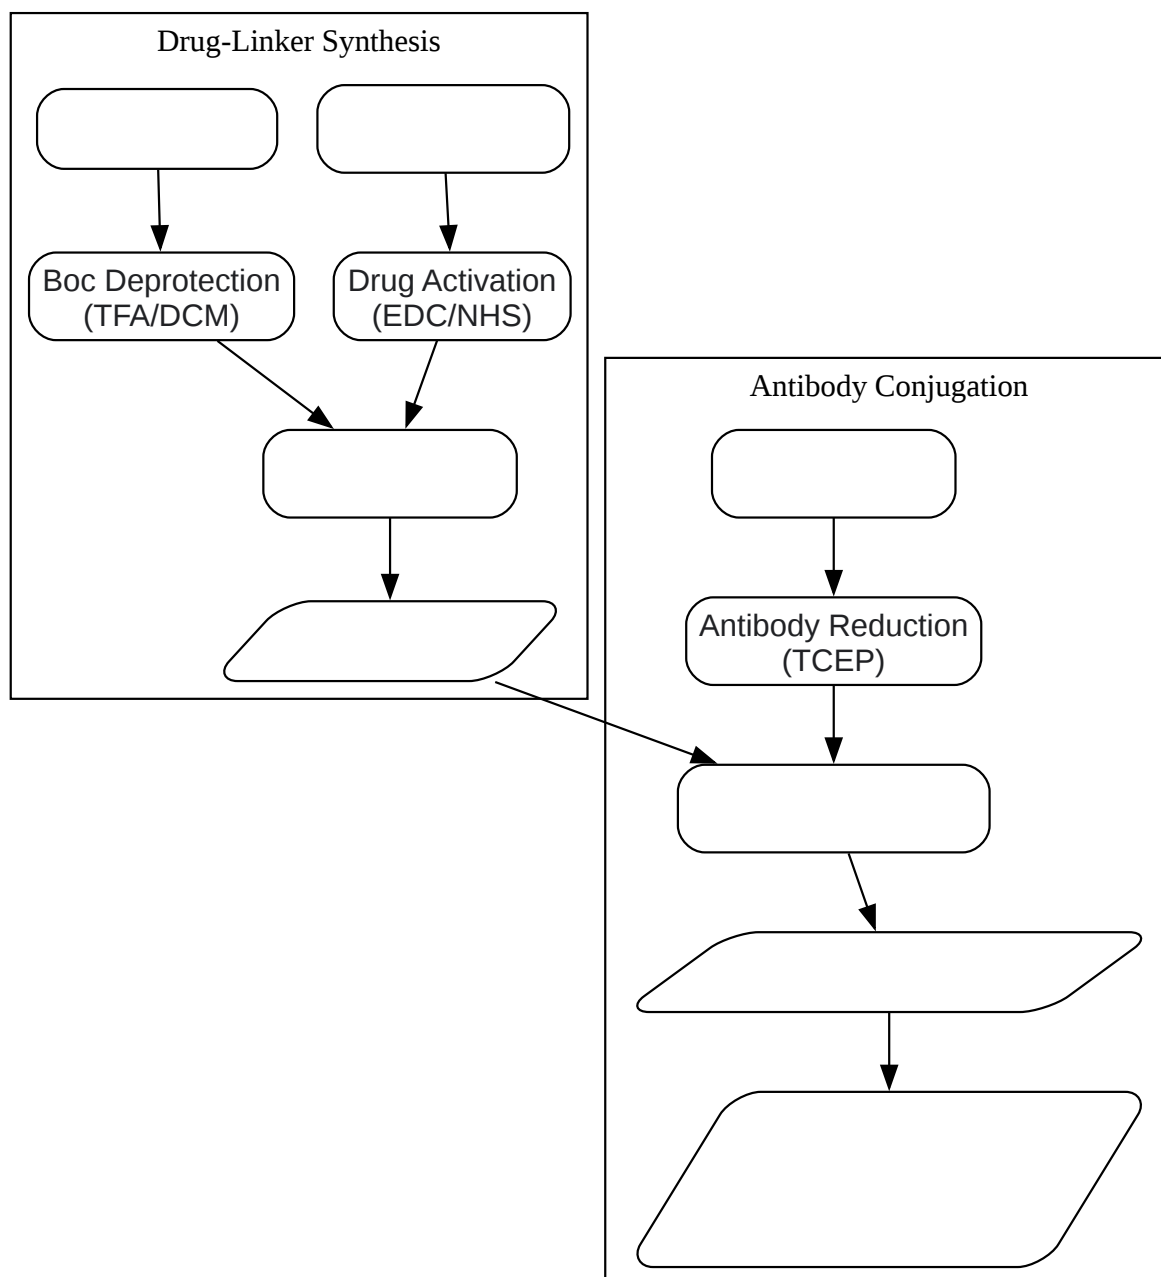 Drug-Linker Synthesis
Boc Deprotection
(TFA/DCM)
Drug Activation
(EDC/NHS)
Antibody Conjugation
Antibody Reduction
(TCEP)